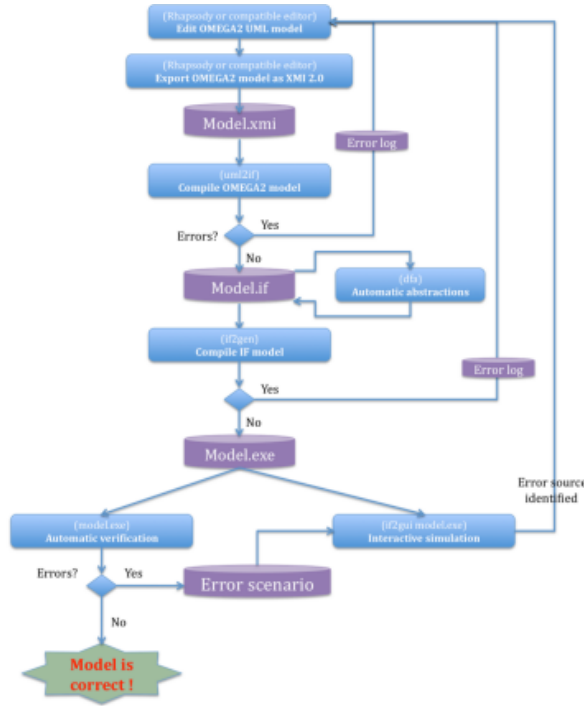 (Rhapsody or compatible editor)
Edit OMEGA2 UML model
(Rhapsody or compatible editor)
Export OMEGA2 model as XMI 2.0
Model.xmi
Error log
(uml2if)
Compile OMEGA2 model
Yes
Errors?
No
Model.if
(dfa)
Automatic abstractions
(if2gen)
Compile IF model
Error log
Yes
No
Model.exe
Error source
identified
(model.exe)
Automatic verification
(if2gui model.exe)
Interactive simulation
Errors?
Yes
Error scenario
No
Model is
correct !